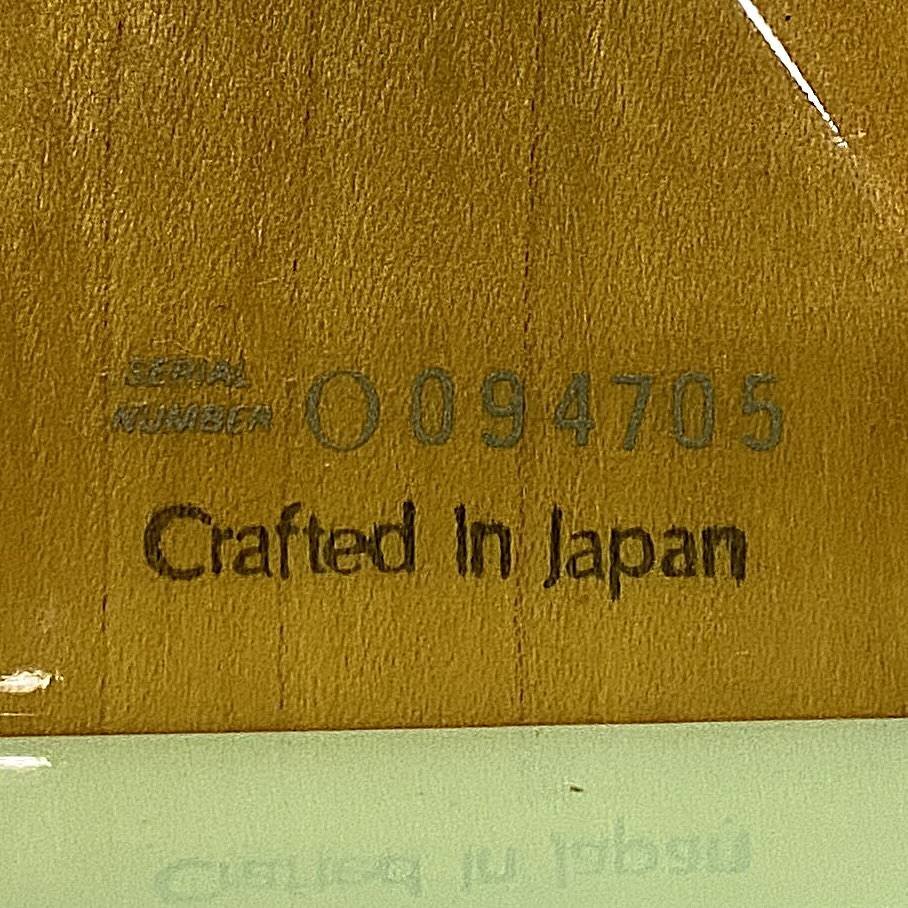 SERIAL
NUMBER O094705
Crafted In Japan